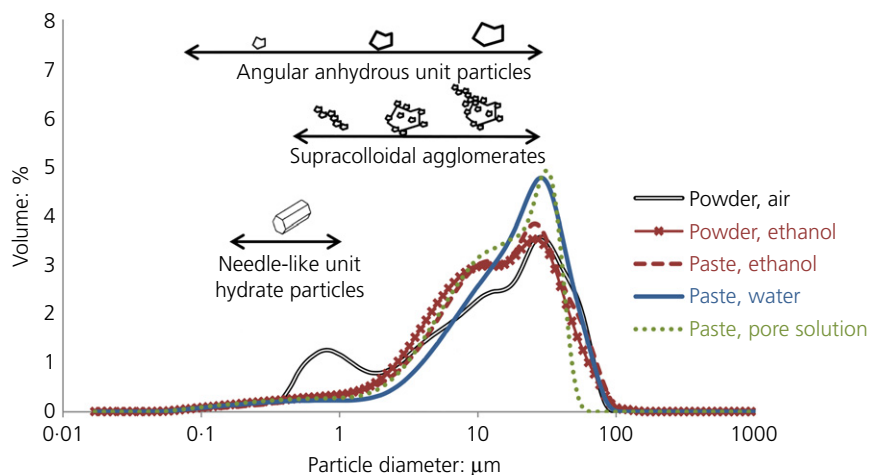 8
7
6
5
4
3
2
1
0
Volume: %
Angular anhydrous unit particles
Supracolloidal agglomerates
Needle-like unit
hydrate particles
Powder, air
Powder, ethanol
Paste, ethanol
Paste, water
Paste, pore solution
0·01
0·1
1
10
100
1000
Particle diameter: μm